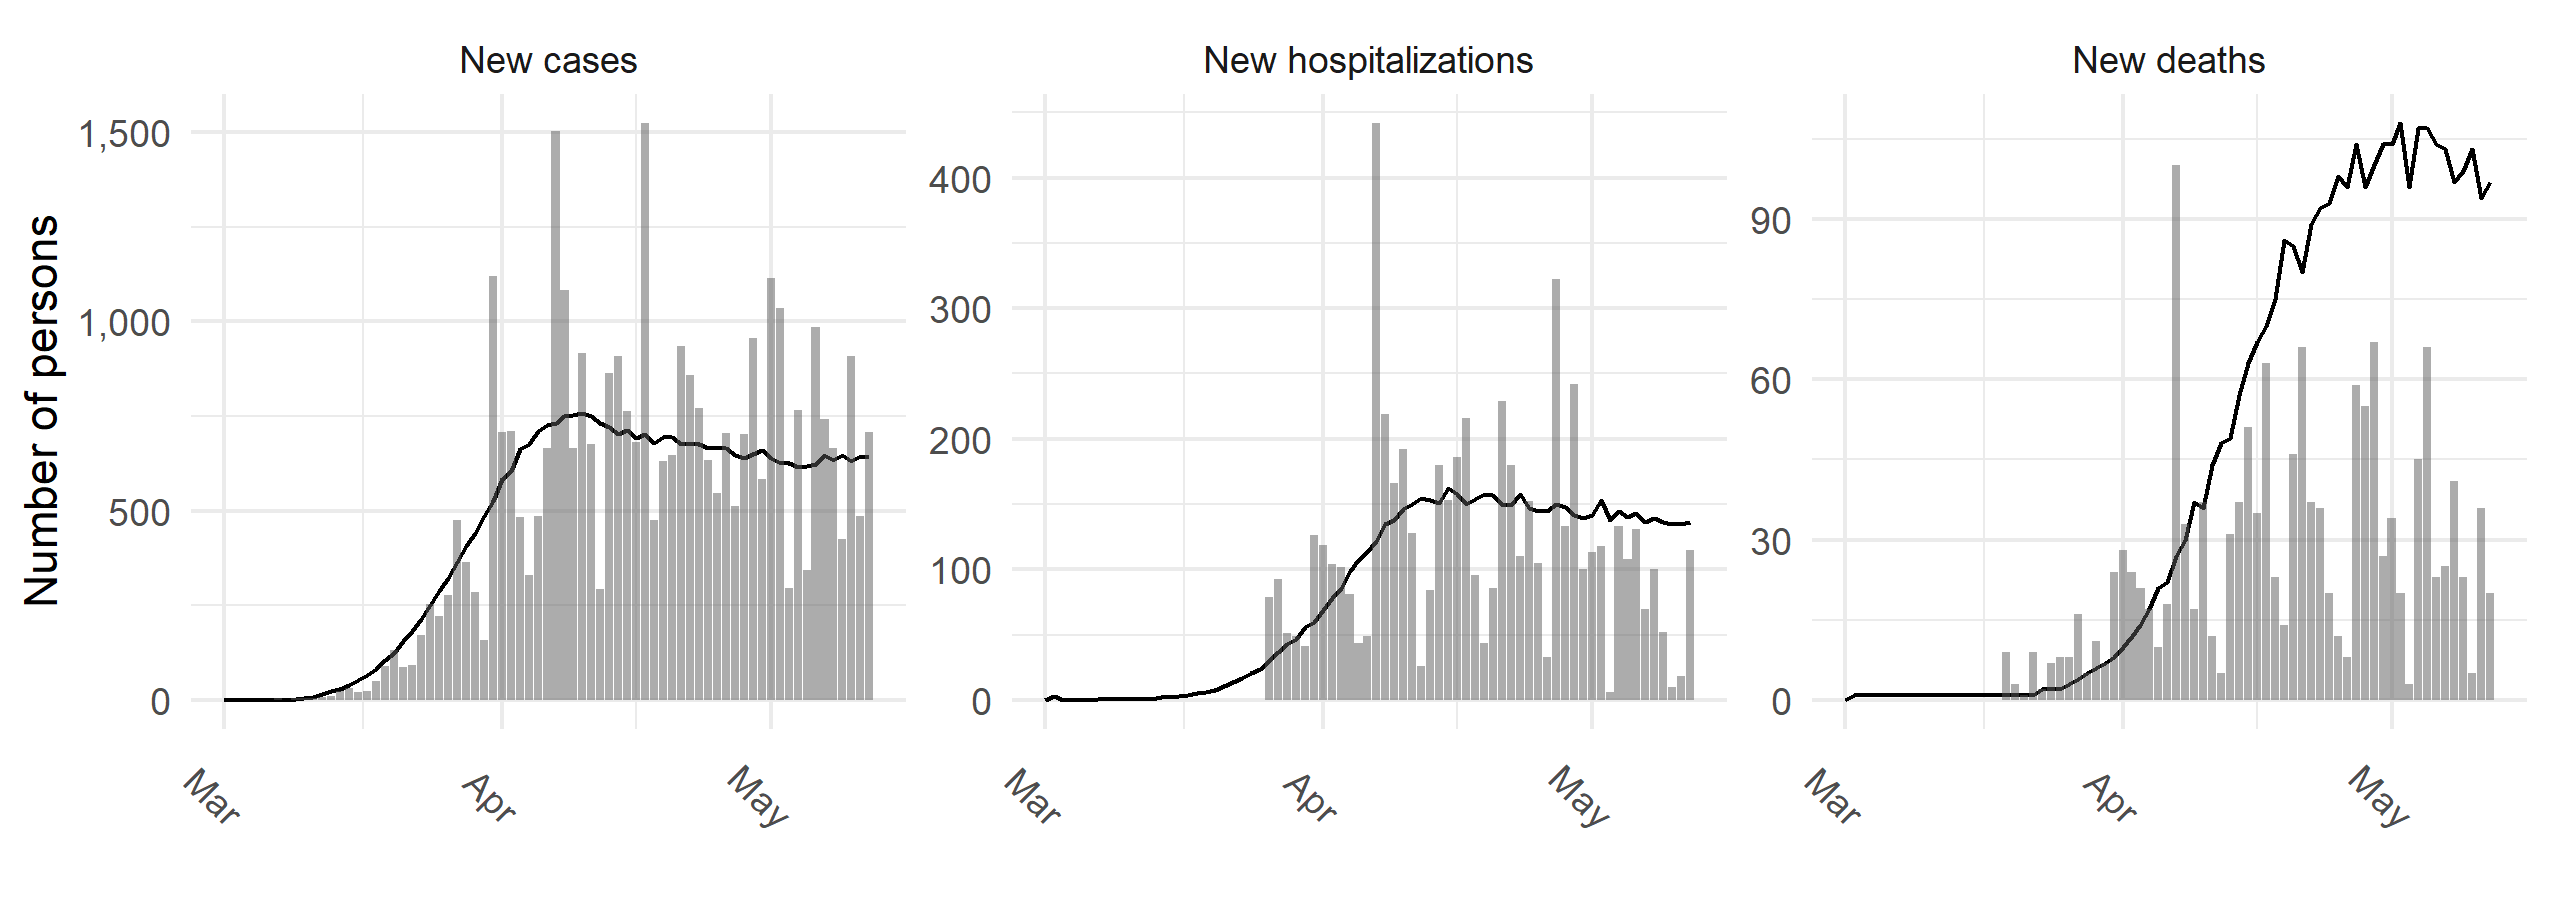 New cases
New hospitalizations
New deaths
Number of persons
1,500
1,000
500
0
Mar
Apr
May
400
300
200
100
0
Mar
Apr
May
90
60
30
0
Mar
Apr
May